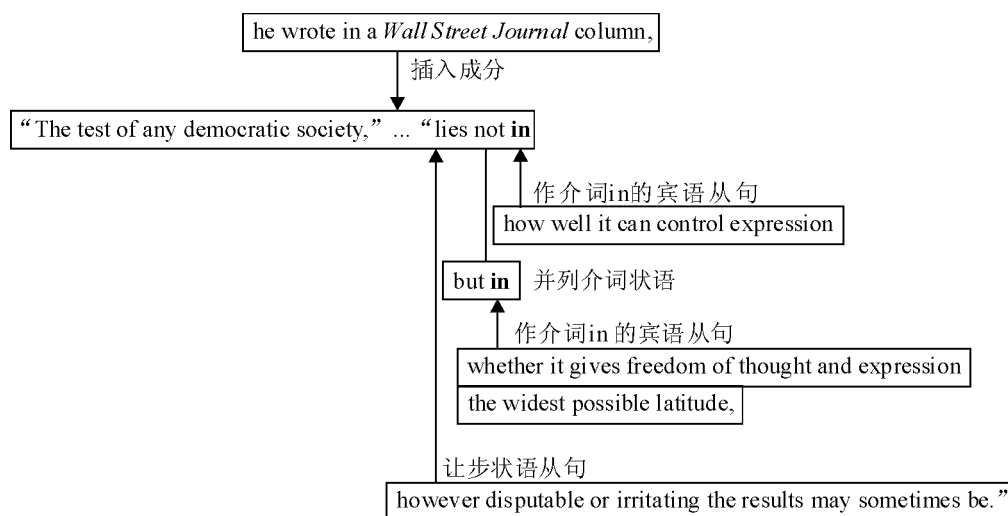 he wrote in a Wall Street Journal column,
插入成分
“The test of any democratic society,” ... “lies not in
作介词in的宾语从句
how well it can control expression
but in 并列介词状语
作介词in 的宾语从句
whether it gives freedom of thought and expression
the widest possible latitude,
让步状语从句
however disputable or irritating the results may sometimes be.”